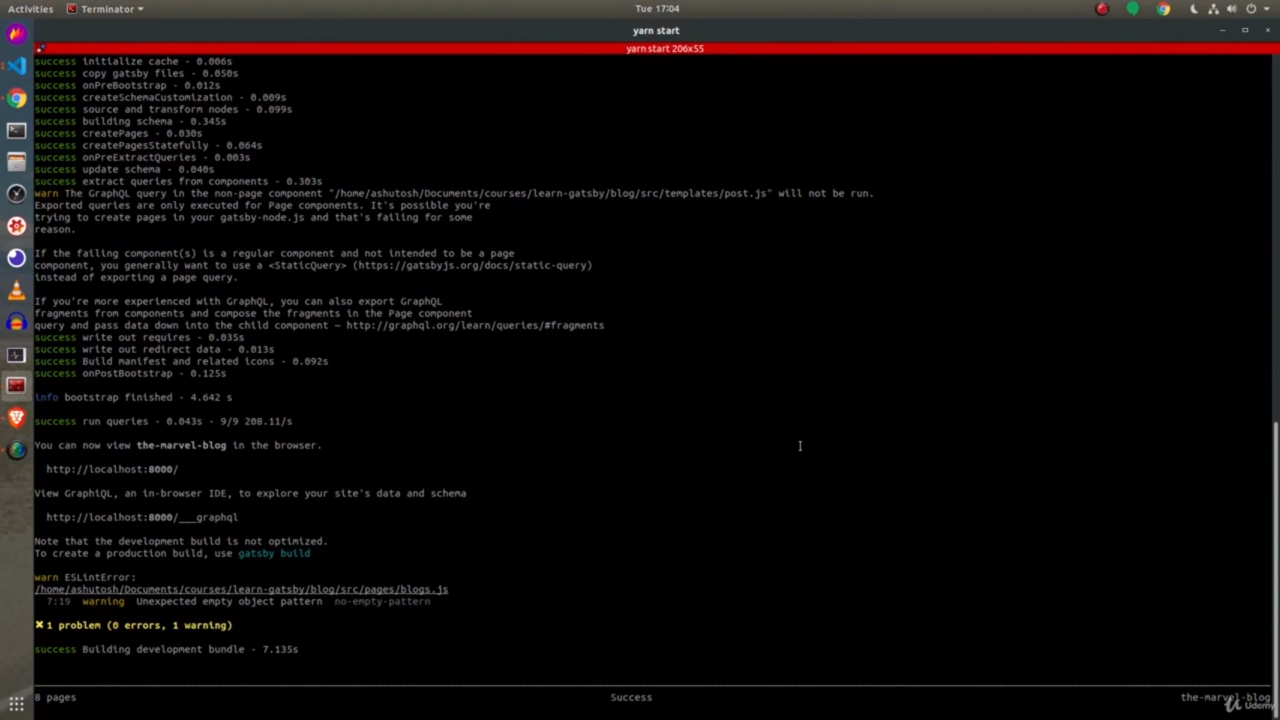 Activities
Terminator
Tue 17:04
yarn start
yarn start 206x55
success initialize cache - 0.006s
success copy gatsby files - 0.050s
success onPreBootstrap - 0.012s
success createSchemaCustomization - 0.009s
success source and transform nodes - 0.099s
success building schema - 0.345s
success createPages - 0.030s
success createPagesStatefully - 0.064s
success onPreExtractQueries - 0.003s
success update schema - 0.040s
success extract queries from components - 0.303s
warn The GraphQL query in the non-page component "/home/ashutosh/Documents/courses/learn-gatsby/blog/src/templates/post.js" will not be run.
Exported queries are only executed for Page components. It's possible you're
trying to create pages in your gatsby-node.js and that's failing for some
reason.
If the failing component(s) is a regular component and not intended to be a page
component, you generally want to use a <StaticQuery> (https://gatsbyjs.org/docs/static-query)
instead of exporting a page query.
If you're more experienced with GraphQL, you can also export GraphQL
fragments from components and compose the fragments in the Page component
query and pass data down into the child component — http://graphql.org/learn/queries/#fragments
success write out requires - 0.035s
success write out redirect data - 0.013s
success Build manifest and related icons - 0.092s
success onPostBootstrap - 0.125s
info bootstrap finished - 4.642 s
success run queries - 0.043s - 9/9 208.11/s
You can now view the-marvel-blog in the browser.
http://localhost:8000/
View GraphiQL, an in-browser IDE, to explore your site's data and schema
http://localhost:8000/___graphql
Note that the development build is not optimized.
To create a production build, use gatsby build
warn ESLintError:
/home/ashutosh/Documents/courses/learn-gatsby/blog/src/pages/blogs.js
7:19 warning Unexpected empty object pattern no-empty-pattern
✖ 1 problem (0 errors, 1 warning)
success Building development bundle - 7.135s
8 pages
Success
the-marvel-blog
Udemy